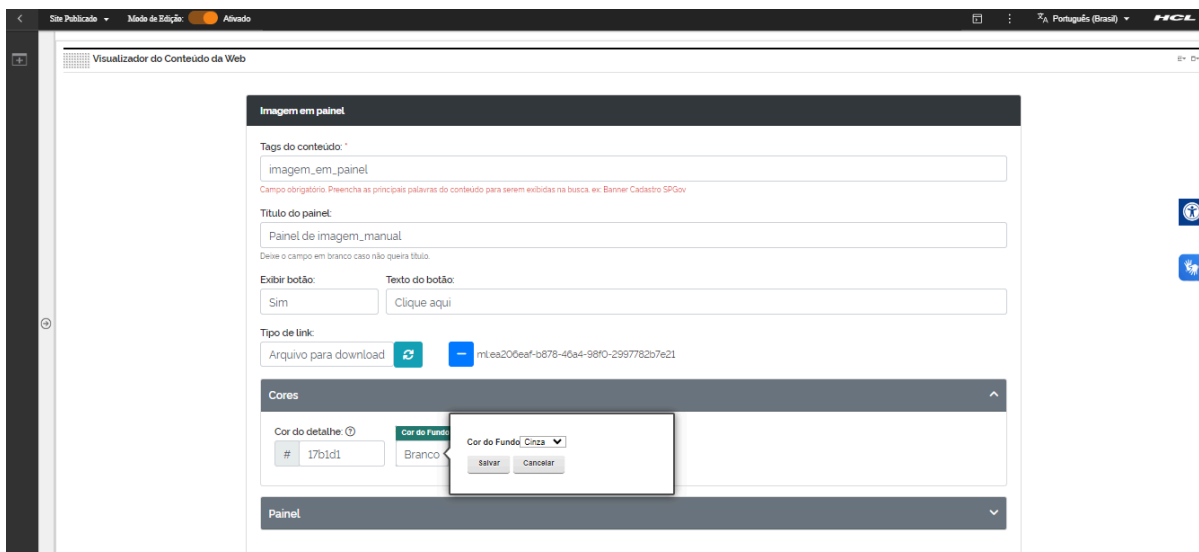 Site Publicado Modo de Edição: Ativado Português (Brasil) HCL
Visualizador do Conteúdo da Web
Imagem em painel
Tags do conteúdo: *
imagem_em_painel
Campo obrigatório. Preencha as principais palavras do conteúdo para serem exibidas na busca. ex: Banner Cadastro SPGov
Título do painel:
Painel de imagem_manual
Deixe o campo em branco caso não queira título.
Exibir botão: Texto do botão:
Sim Clique aqui
Tipo de link:
Arquivo para download ml:ea206eaf-b878-46a4-98f0-2997782b7e21
Cores
Cor do detalhe: Cor do Fundo
# 17b1d1 Branco
Cor do Fundo Cinza
Salvar Cancelar
Painel